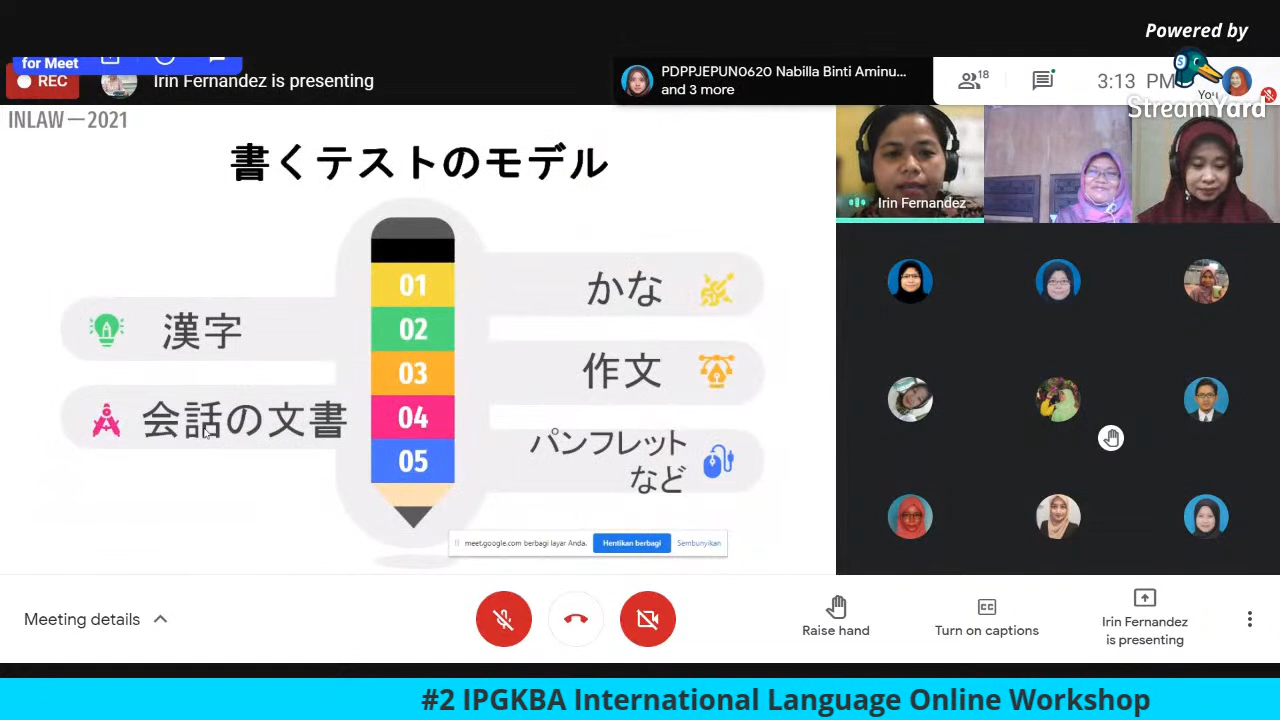 Powered by
StreamYard
for Meet
REC
Irin Fernandez is presenting
PDPPJEPUN0620 Nabilla Binti Aminu...
and 3 more
18
3:13 PM
You
INLAW—2021
書くテストのモデル
01
かな
02
漢字
03
作文
04
会話の文書
05
パンフレット
など
meet.google.com berbagi layar Anda.
Hentikan berbagi
Sembunyikan
Irin Fernandez
Meeting details
Raise hand
Turn on captions
Irin Fernandez
is presenting
#2 IPGKBA International Language Online Workshop